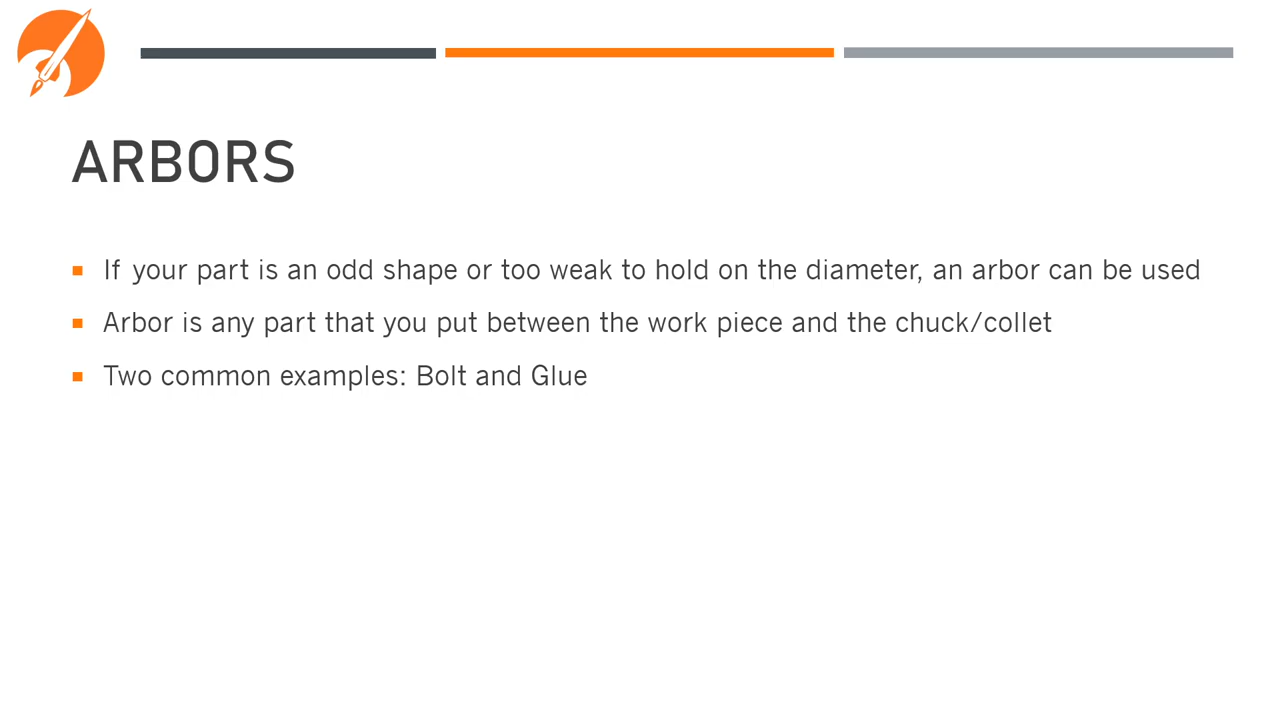 ARBORS
If your part is an odd shape or too weak to hold on the diameter, an arbor can be used
Arbor is any part that you put between the work piece and the chuck/collet
Two common examples: Bolt and Glue